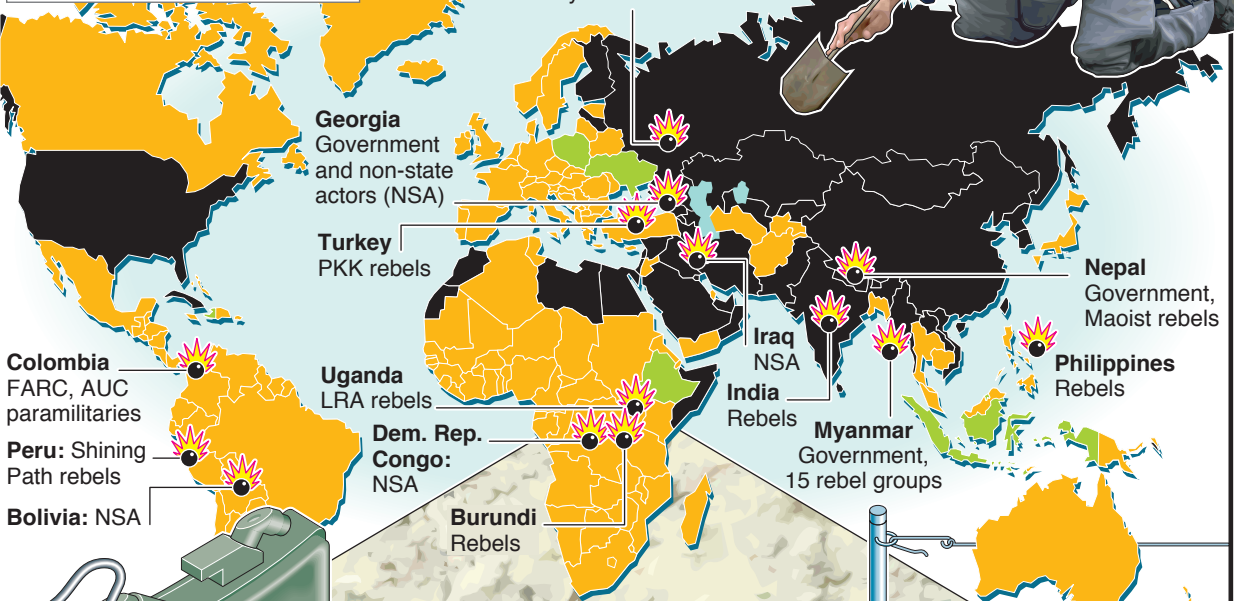 Georgia
Government
and non-state
actors (NSA)
Turkey
PKK rebels
Nepal
Government,
Maoist rebels
Iraq
NSA
India
Rebels
Philippines
Rebels
Myanmar
Government,
15 rebel groups
Colombia
FARC, AUC
paramilitaries
Peru: Shining
Path rebels
Bolivia: NSA
Uganda
LRA rebels
Dem. Rep.
Congo:
NSA
Burundi
Rebels